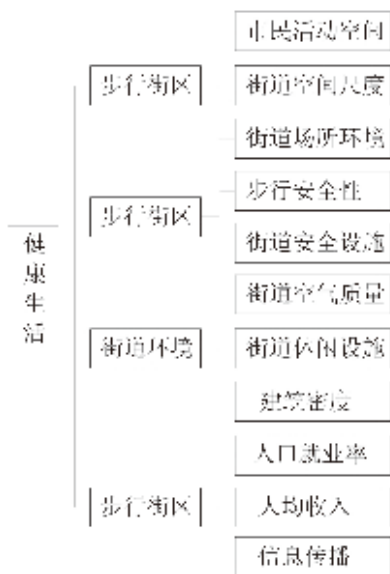 健康生活
步行街区
市民活动空间
街道空间尺度
街道场所环境
步行街区
步行安全性
街道安全设施
街道空气质量
街道环境
街道休闲设施
建筑密度
人口就业率
步行街区
人均收入
信息传播